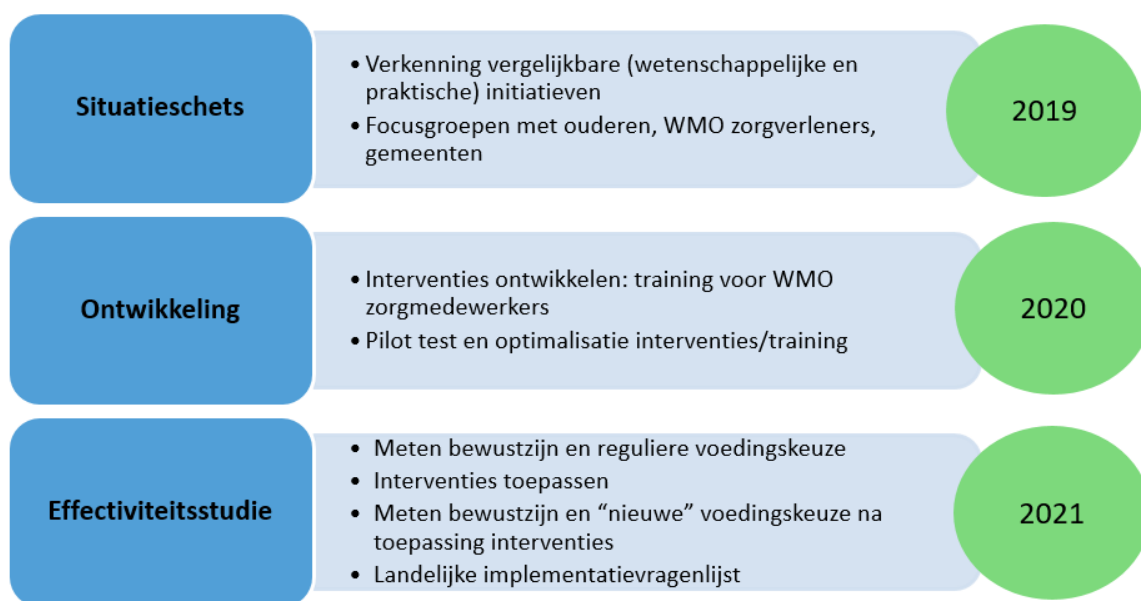 Situatieschets
• Verkenning vergelijkbare (wetenschappelijke en
praktische) initiatieven
• Focusgroepen met ouderen, WMO zorgverleners,
gemeenten
2019
Ontwikkeling
• Interventies ontwikkelen: training voor WMO
zorgmedewerkers
• Pilot test en optimalisatie interventies/training
2020
Effectiviteitsstudie
• Meten bewustzijn en reguliere voedingskeuze
• Interventies toepassen
• Meten bewustzijn en “nieuwe” voedingskeuze na
toepassing interventies
• Landelijke implementatievragenlijst
2021